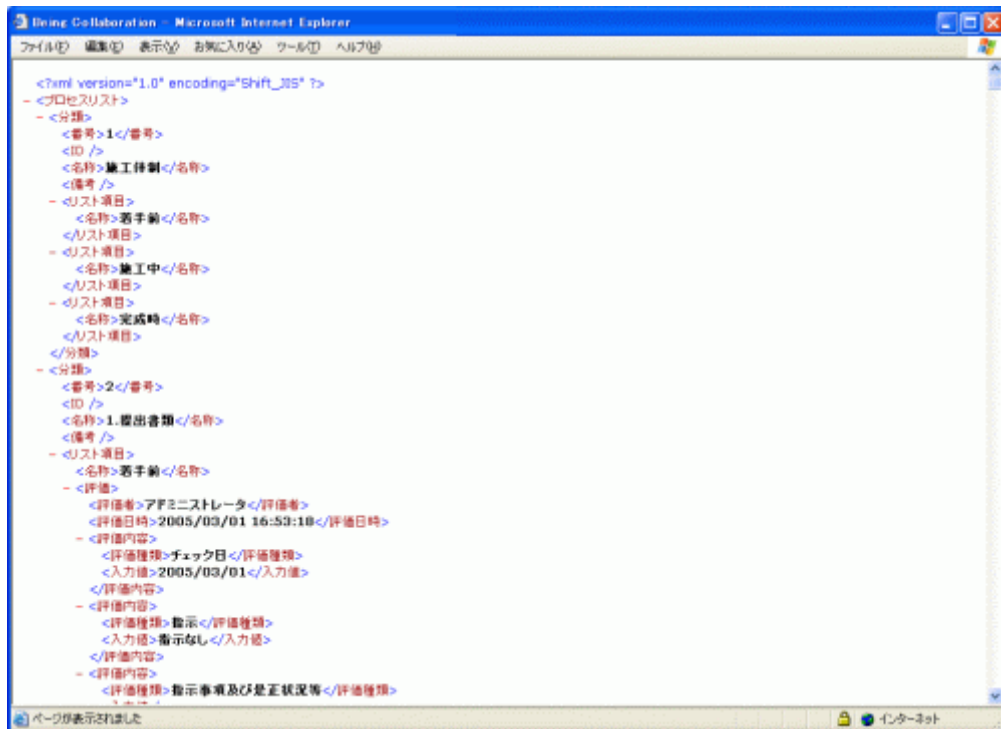 Being Collaboration - Microsoft Internet Explorer
ファイル(F) 編集(E) 表示(V) お気に入り(A) ツール(T) ヘルプ(H)
<?xml version="1.0" encoding="Shift_JIS" ?>
- <プロセスリスト>
- <分類>
<番号>1</番号>
<ID />
<名称>施工体制</名称>
<備考 />
- <リスト項目>
<名称>着手前</名称>
</リスト項目>
- <リスト項目>
<名称>施工中</名称>
</リスト項目>
- <リスト項目>
<名称>完成時</名称>
</リスト項目>
</分類>
- <分類>
<番号>2</番号>
<ID />
<名称>1.提出書類</名称>
<備考 />
- <リスト項目>
<名称>着手前</名称>
- <評価>
<評価者>アドミニストレータ</評価者>
<評価日時>2005/03/01 16:53:18</評価日時>
- <評価内容>
<評価種類>チェック日</評価種類>
<入力値>2005/03/01</入力値>
</評価内容>
- <評価内容>
<評価種類>指示</評価種類>
<入力値>指示なし</入力値>
</評価内容>
- <評価内容>
<評価種類>指示事項及び是正状況等</評価種類>
ページが表示されました インターネット